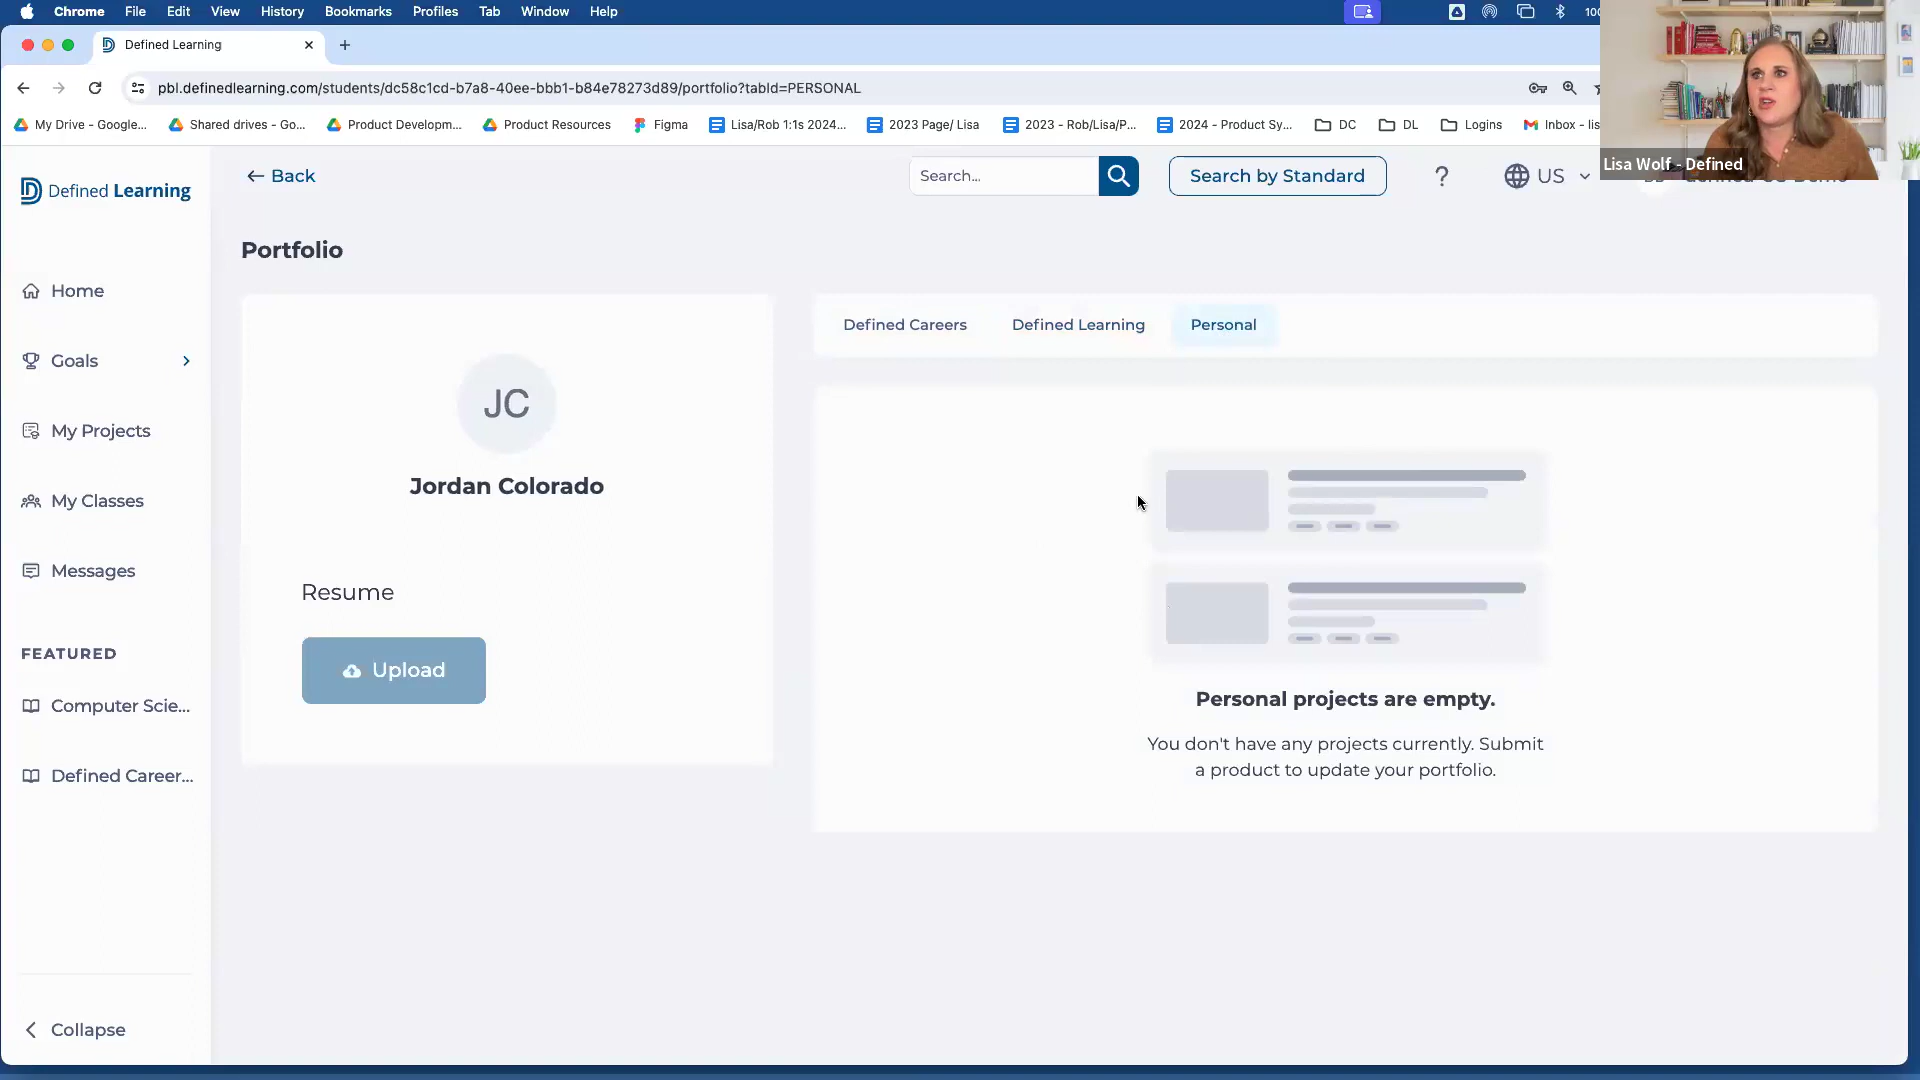 Chrome File Edit View History Bookmarks Profiles Tab Window Help
Defined Learning
pbl.definedlearning.com/students/dc58c1cd-b7a8-40ee-bbb1-b84e78273d89/portfolio?tabId=PERSONAL
My Drive - Google... Shared drives - Go... Product Developm... Product Resources Figma Lisa/Rob 1:1s 2024... 2023 Page/ Lisa 2023 - Rob/Lisa/P... 2024 - Product Sy... DC DL Logins Inbox - lis
Lisa Wolf - Defined
Defined Learning
Back
Search...
Search by Standard
? US
Portfolio
Home
Goals
My Projects
My Classes
Messages
FEATURED
Computer Scie...
Defined Career...
Collapse
JC
Jordan Colorado
Resume
Upload
Defined Careers Defined Learning Personal
Personal projects are empty.
You don't have any projects currently. Submit
a product to update your portfolio.